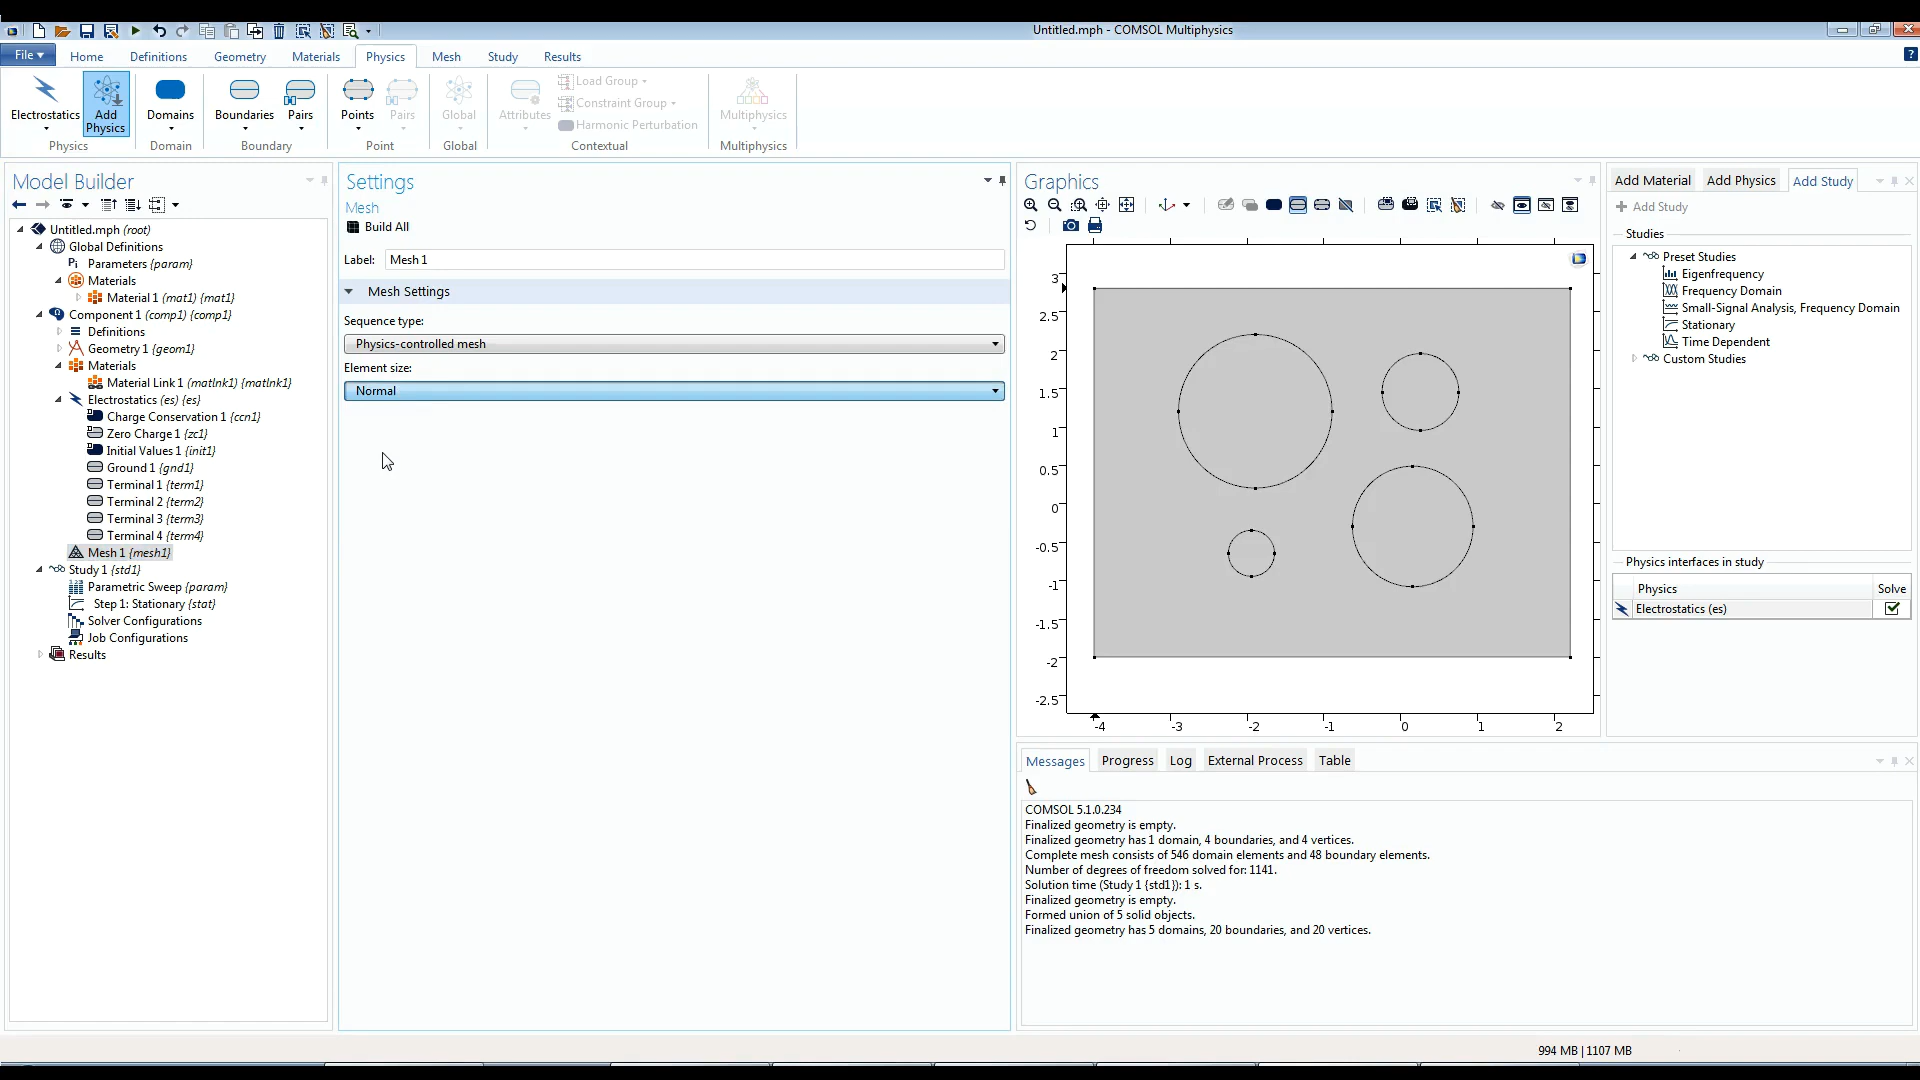 Untitled.mph - COMSOL Multiphysics
File Home Definitions Geometry Materials Physics Mesh Study Results
Electrostatics Add Physics Domains Boundaries Pairs Points Pairs Global Attributes Load Group Constraint Group Harmonic Perturbation Multiphysics
Physics Domain Boundary Point Global Contextual Multiphysics
Model Builder
Untitled.mph (root)
Global Definitions
Pi Parameters {param}
Materials
Material 1 (mat1) {mat1}
Component 1 (comp1) {comp1}
Definitions
Geometry 1 {geom1}
Materials
Material Link 1 (matlnk1) {matlnk1}
Electrostatics (es) {es}
Charge Conservation 1 {ccn1}
Zero Charge 1 {zc1}
Initial Values 1 {init1}
Ground 1 {gnd1}
Terminal 1 {term1}
Terminal 2 {term2}
Terminal 3 {term3}
Terminal 4 {term4}
Mesh 1 {mesh1}
Study 1 {std1}
Parametric Sweep {param}
Step 1: Stationary {stat}
Solver Configurations
Job Configurations
Results
Settings
Mesh
Build All
Label: Mesh 1
Mesh Settings
Sequence type:
Physics-controlled mesh
Element size:
Normal
Graphics
3
2.5
2
1.5
1
0.5
0
-0.5
-1
-1.5
-2
-2.5
-4 -3 -2 -1 0 1 2
Messages Progress Log External Process Table
COMSOL 5.1.0.234
Finalized geometry is empty.
Finalized geometry has 1 domain, 4 boundaries, and 4 vertices.
Complete mesh consists of 546 domain elements and 48 boundary elements.
Number of degrees of freedom solved for: 1141.
Solution time (Study 1 {std1}): 1 s.
Finalized geometry is empty.
Formed union of 5 solid objects.
Finalized geometry has 5 domains, 20 boundaries, and 20 vertices.
Add Material Add Physics Add Study
Add Study
Studies
Preset Studies
Eigenfrequency
Frequency Domain
Small-Signal Analysis, Frequency Domain
Stationary
Time Dependent
Custom Studies
Physics interfaces in study
Physics Solve
Electrostatics (es)
994 MB | 1107 MB